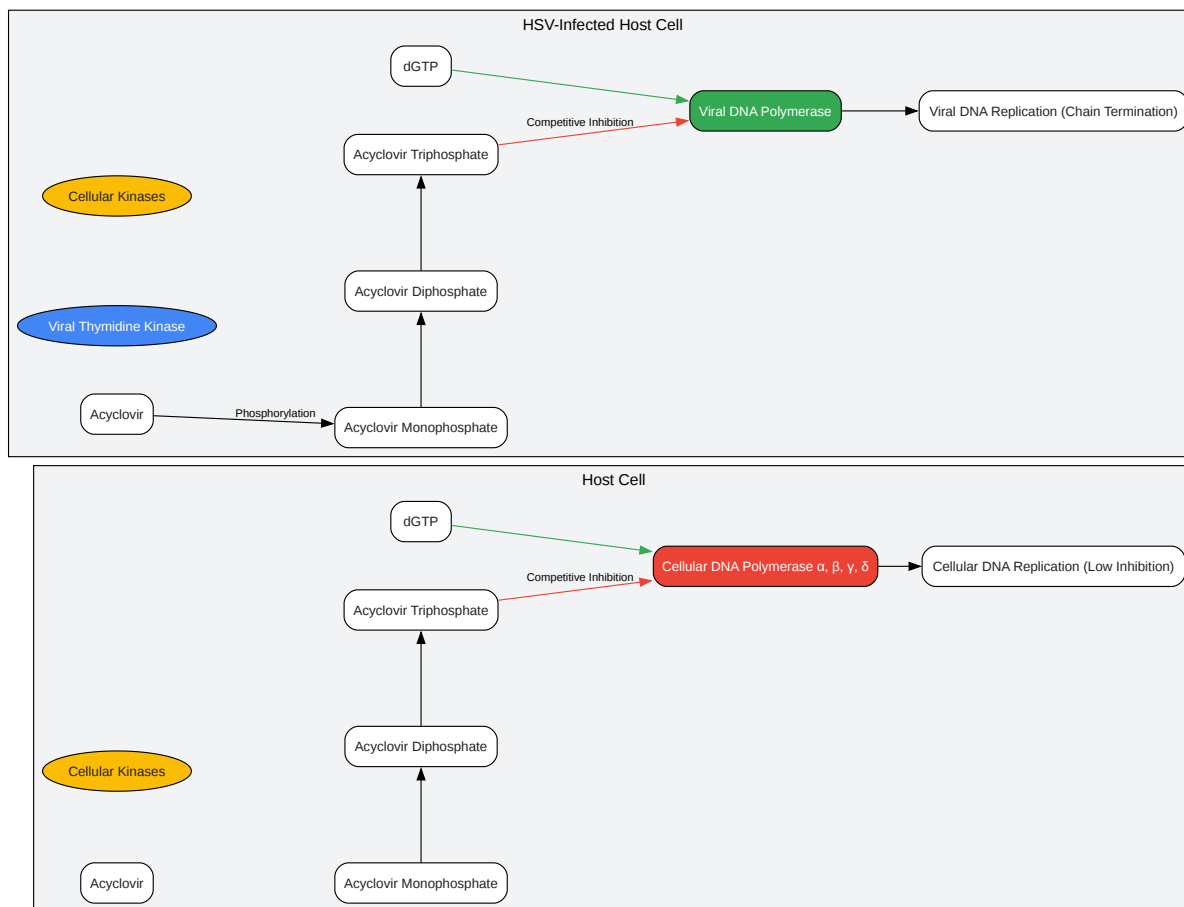 HSV-Infected Host Cell
dGTP
Viral DNA Polymerase
Viral DNA Replication (Chain Termination)
Competitive Inhibition
Acyclovir Triphosphate
Cellular Kinases
Acyclovir Diphosphate
Viral Thymidine Kinase
Acyclovir
Phosphorylation
Acyclovir Monophosphate
Host Cell
dGTP
Cellular DNA Polymerase α, β, γ, δ
Cellular DNA Replication (Low Inhibition)
Competitive Inhibition
Acyclovir Triphosphate
Acyclovir Diphosphate
Cellular Kinases
Acyclovir
Acyclovir Monophosphate